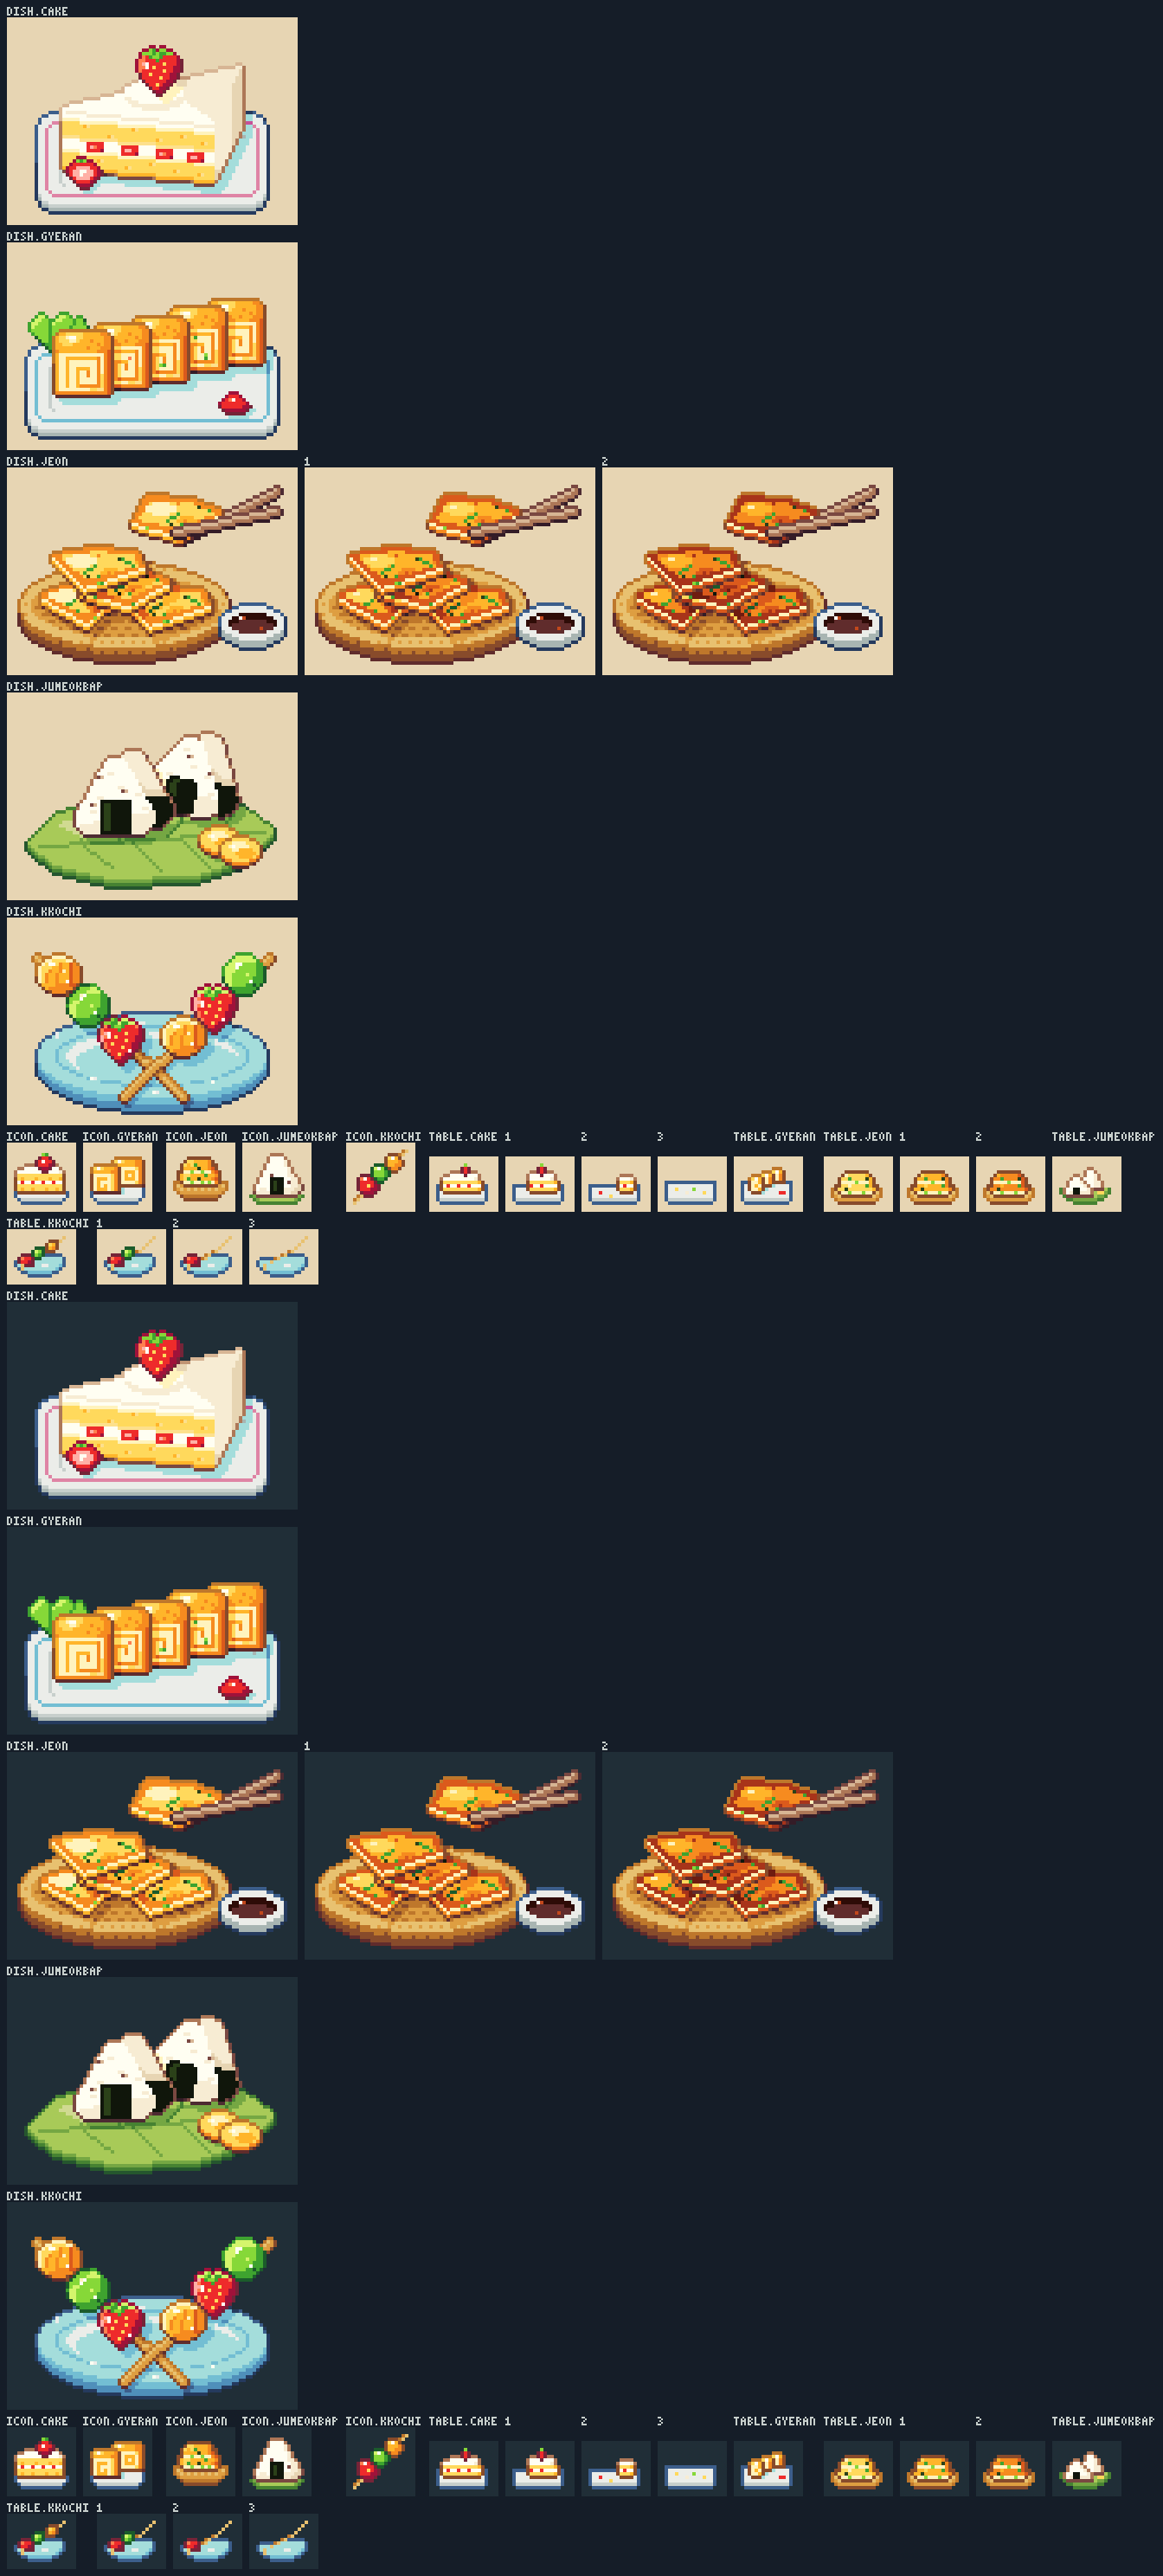 DISH.CAKE
DISH.GYERAN
DISH.JEON 1 2
DISH.JUMEOKBAP
DISH.KKOCHI
ICON.CAKE ICON.GYERAN ICON.JEON ICON.JUMEOKBAP ICON.KKOCHI TABLE.CAKE 1 2 3 TABLE.GYERAN TABLE.JEON 1 2 TABLE.JUMEOKBAP
TABLE.KKOCHI 1 2 3
DISH.CAKE
DISH.GYERAN
DISH.JEON 1 2
DISH.JUMEOKBAP
DISH.KKOCHI
ICON.CAKE ICON.GYERAN ICON.JEON ICON.JUMEOKBAP ICON.KKOCHI TABLE.CAKE 1 2 3 TABLE.GYERAN TABLE.JEON 1 2 TABLE.JUMEOKBAP
TABLE.KKOCHI 1 2 3